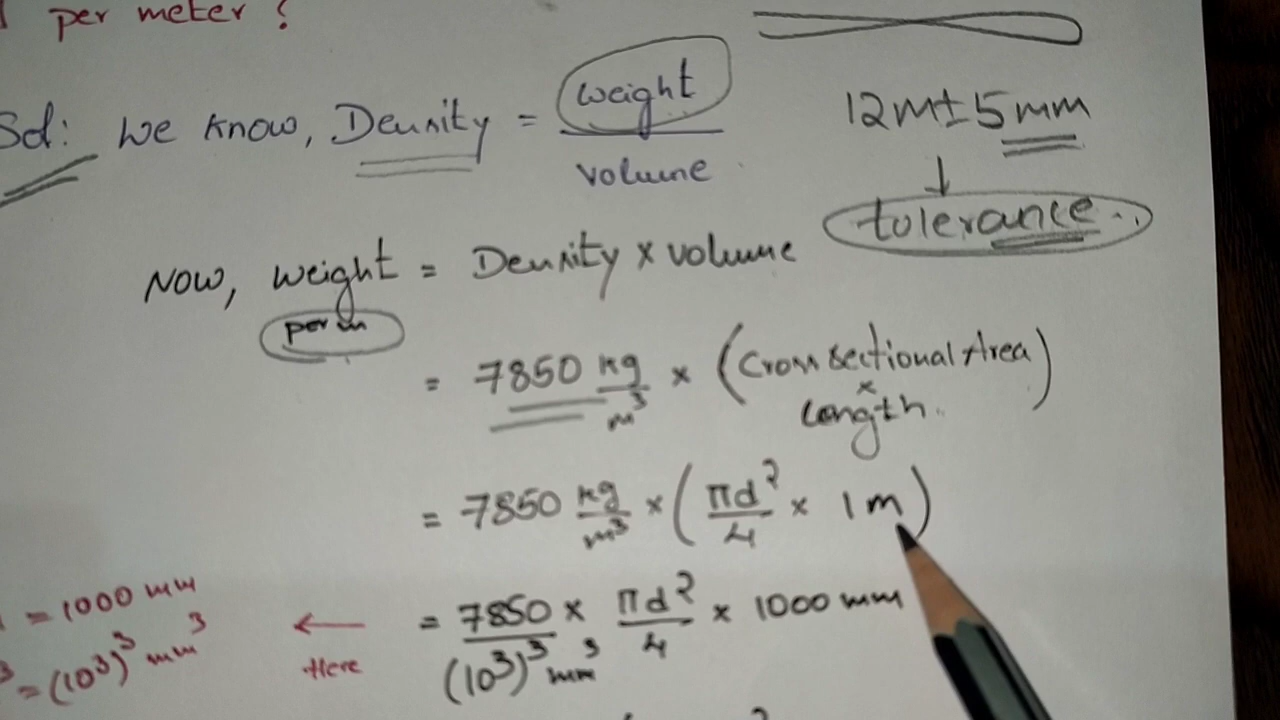 per meter ?
Sol: We know, Density = weight / volume
12m ± 5mm
↓
tolerance..
Now, weight = Density x volume
per m
= 7850 kg/m³ x (Cross sectional Area x Length.)
= 7850 kg/m³ x (πd²/4 x 1m)
= 7850/(10³)³ mm³ x πd²/4 x 1000 mm
= 1000 mm
= (10³)³ mm³
← Here